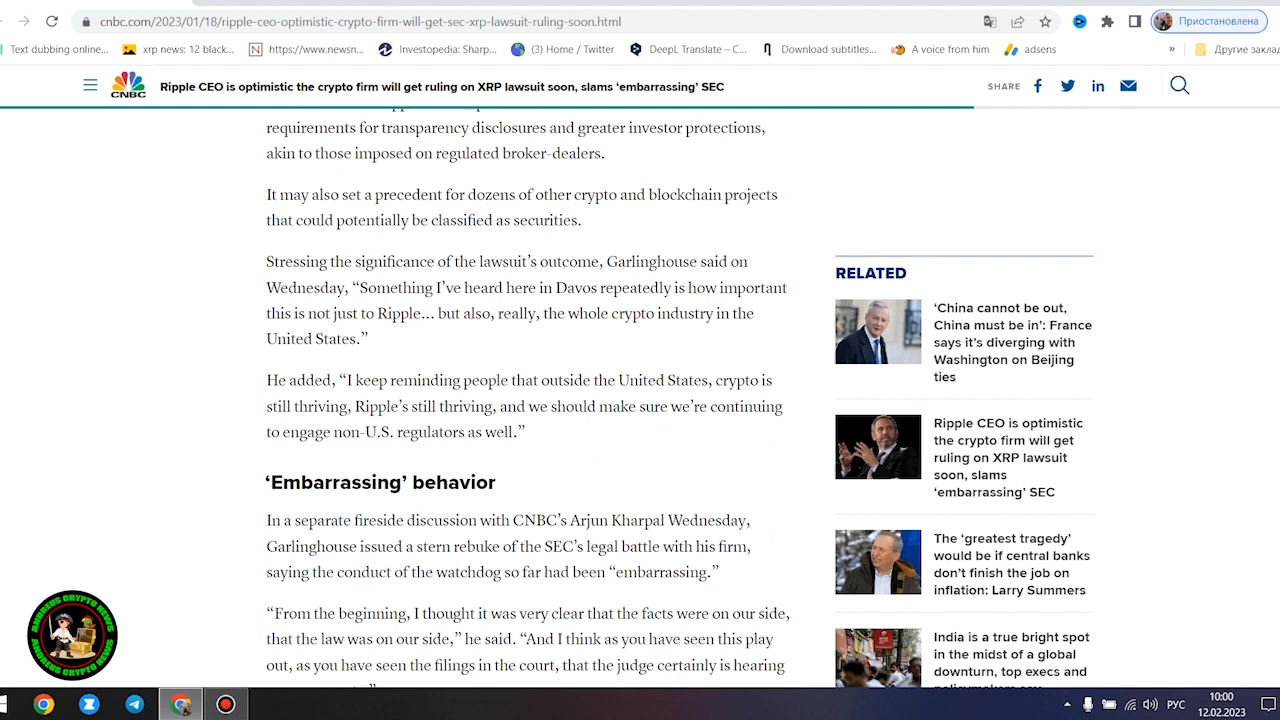 cnbc.com/2023/01/18/ripple-ceo-optimistic-crypto-firm-will-get-sec-xrp-lawsuit-ruling-soon.html
Приостановлена
Text dubbing online...
xrp news: 12 black...
https://www.newsn...
Investopedia: Sharp...
(3) Home / Twitter
DeepL Translate – C...
Download subtitles...
A voice from him
adsens
»
Другие закла
CNBC
Ripple CEO is optimistic the crypto firm will get ruling on XRP lawsuit soon, slams ‘embarrassing’ SEC
SHARE
requirements for transparency disclosures and greater investor protections,
akin to those imposed on regulated broker-dealers.
It may also set a precedent for dozens of other crypto and blockchain projects
that could potentially be classified as securities.
Stressing the significance of the lawsuit’s outcome, Garlinghouse said on
Wednesday, “Something I’ve heard here in Davos repeatedly is how important
this is not just to Ripple... but also, really, the whole crypto industry in the
United States.”
He added, “I keep reminding people that outside the United States, crypto is
still thriving, Ripple’s still thriving, and we should make sure we’re continuing
to engage non-U.S. regulators as well.”
‘Embarrassing’ behavior
In a separate fireside discussion with CNBC’s Arjun Kharpal Wednesday,
Garlinghouse issued a stern rebuke of the SEC’s legal battle with his firm,
saying the conduct of the watchdog so far had been “embarrassing.”
“From the beginning, I thought it was very clear that the facts were on our side,
that the law was on our side,” he said. “And I think as you have seen this play
out, as you have seen the filings in the court, that the judge certainly is hearing
RELATED
‘China cannot be out,
China must be in’: France
says it’s diverging with
Washington on Beijing
ties
Ripple CEO is optimistic
the crypto firm will get
ruling on XRP lawsuit
soon, slams
‘embarrassing’ SEC
The ‘greatest tragedy’
would be if central banks
don’t finish the job on
inflation: Larry Summers
India is a true bright spot
in the midst of a global
downturn, top execs and
ANDREUS CRYPTO NEWS
ANDREUS CRYPTO NEWS
РУС
10:00
12.02.2023